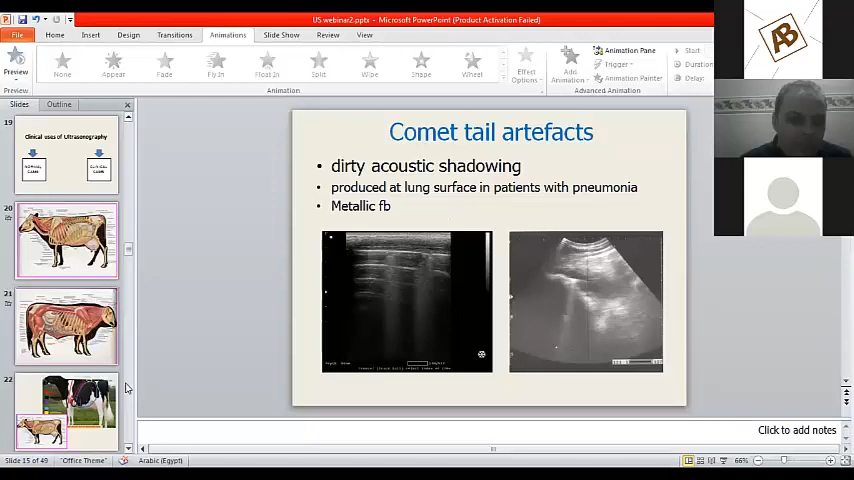 US webinar2.pptx - Microsoft PowerPoint (Product Activation Failed)
File Home Insert Design Transitions Animations Slide Show Review View
Preview None Appear Fade Fly In Float In Split Wipe Shape Wheel Effect Options Add Animation Animation Pane Start:
Trigger Duration
Animation Painter Delay:
Preview Animation Advanced Animation
AB
Slides Outline
19
Clinical uses of Ultrasonography
20
21
22
Comet tail artefacts
• dirty acoustic shadowing
• produced at lung surface in patients with pneumonia
• Metallic fb
Click to add notes
Slide 15 of 49 "Office Theme" Arabic (Egypt) 66%